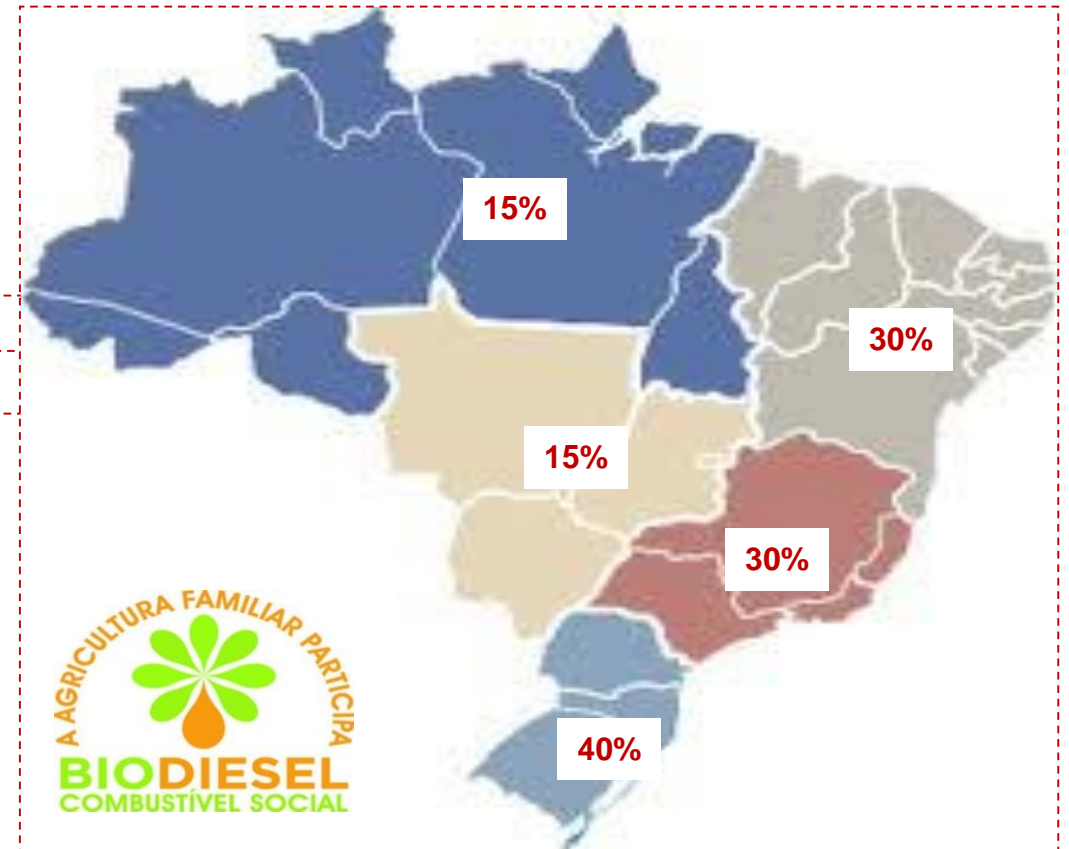 15%
30%
15%
30%
40%
A AGRICULTURA FAMILIAR PARTICIPA
BIODIESEL
COMBUSTÍVEL SOCIAL